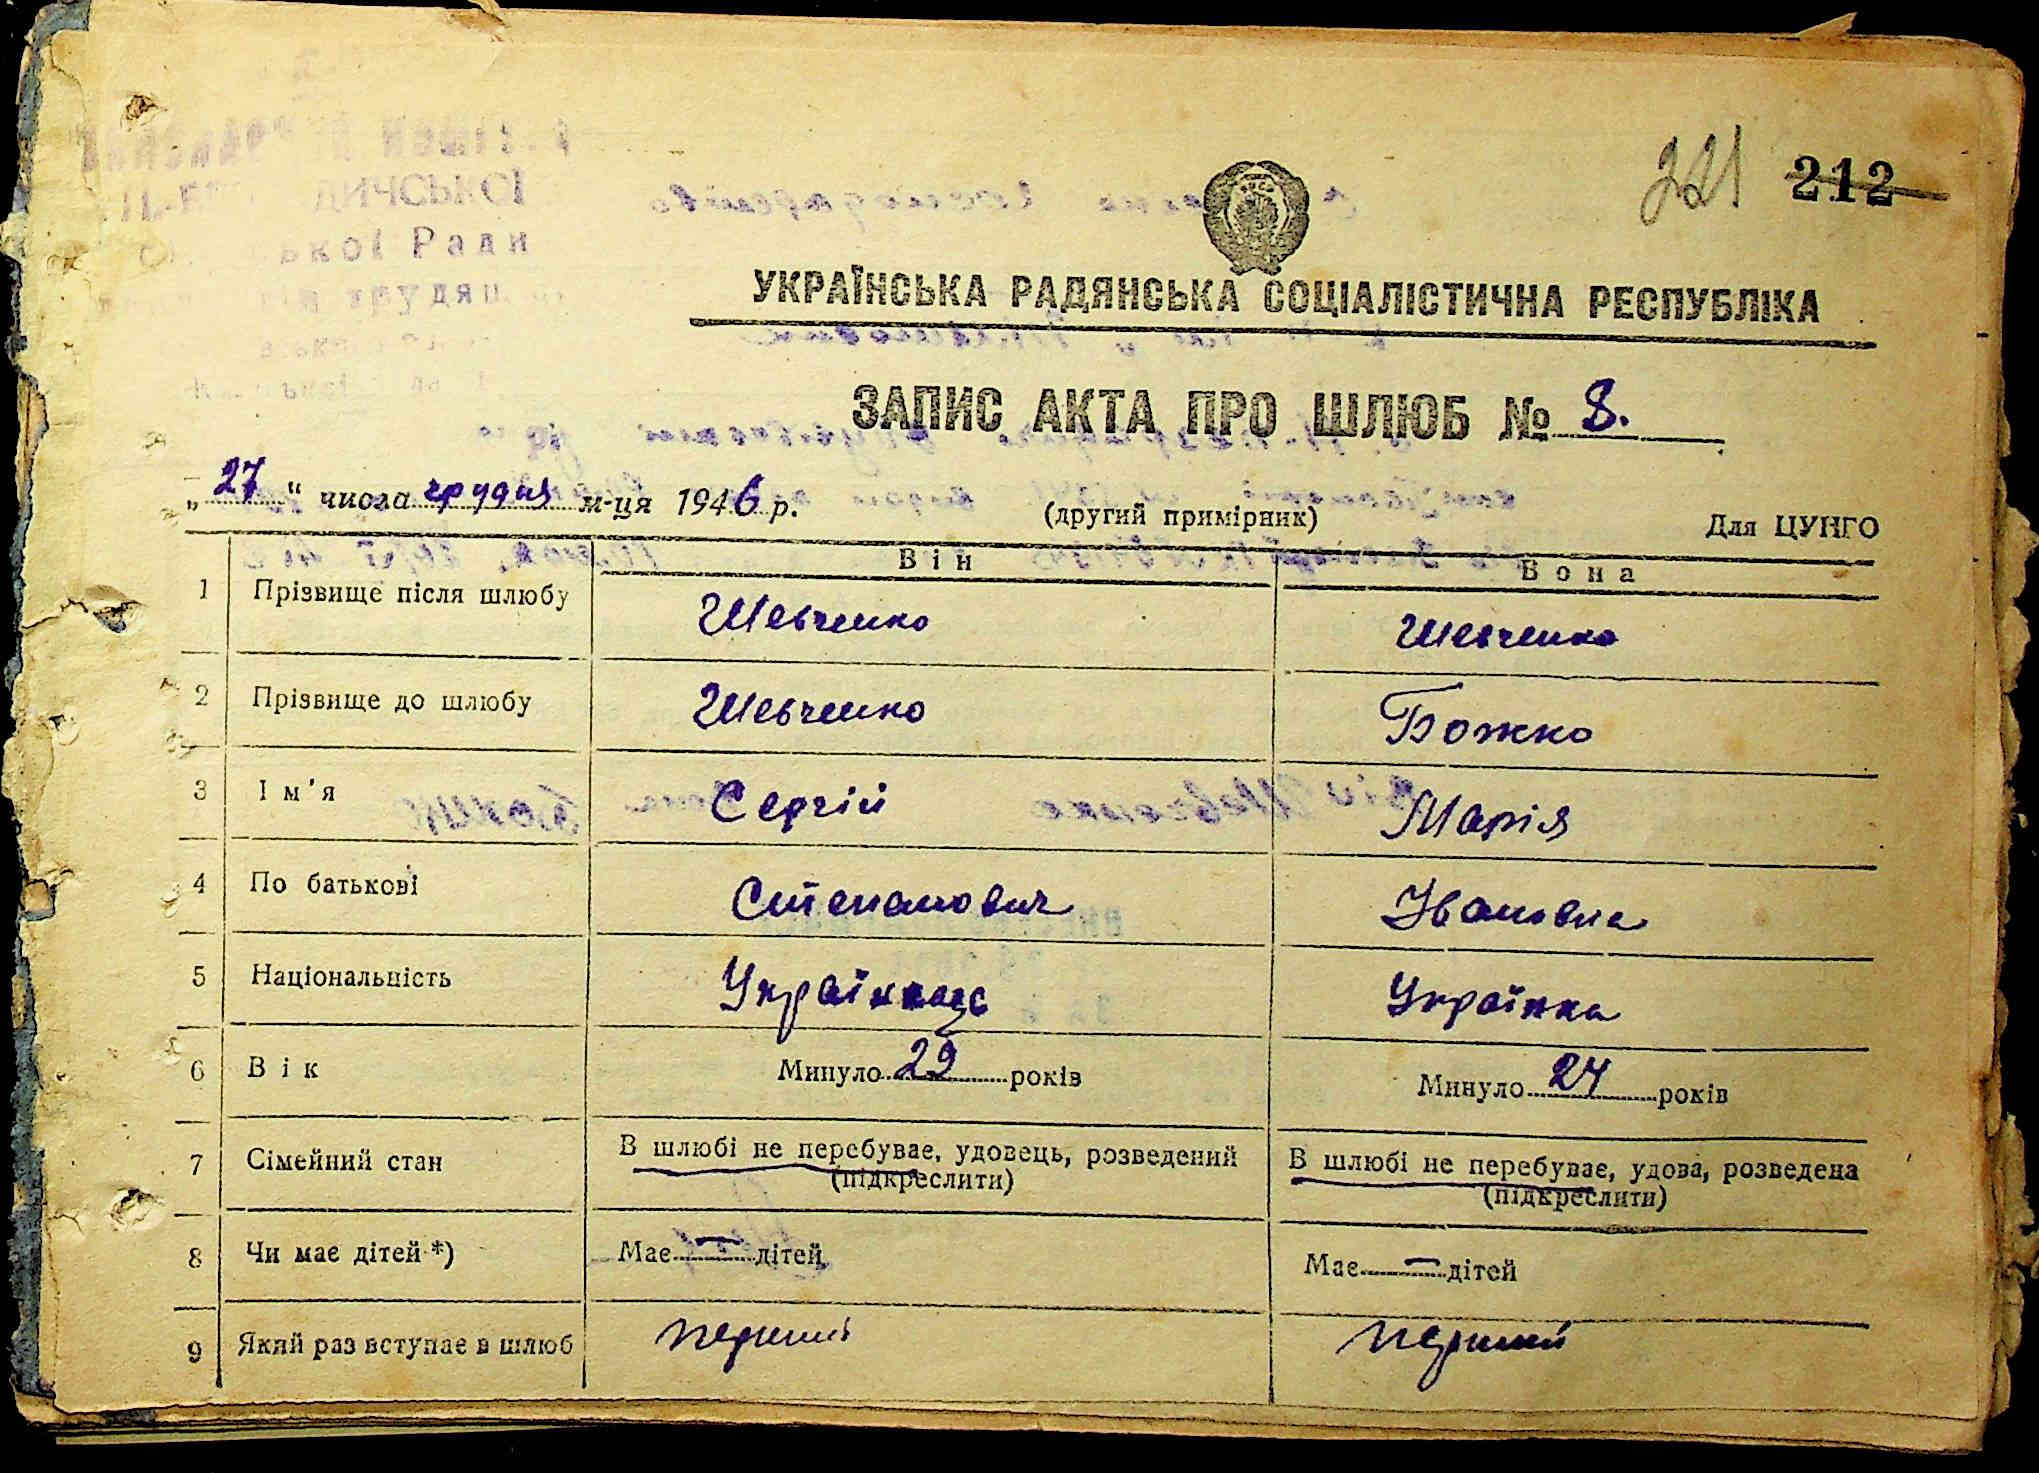 221 212
УКРАЇНСЬКА РАДЯНСЬКА СОЦІАЛІСТИЧНА РЕСПУБЛІКА
ЗАПИС АКТА ПРО ШЛЮБ № 8.
„27“ числа грудня м-ця 1946 р. (другий примірник) Для ЦУНГО
Він Вона
1 Прізвище після шлюбу Шевченко Шевченко
2 Прізвище до шлюбу Шевченко Божко
3 Ім'я Сергій Марія
4 По батькові Степанович Ивановна
5 Національність Українець Українка
6 Вік Минуло 29 років Минуло 24 років
7 Сімейний стан В шлюбі не перебуває, удовець, розведений В шлюбі не перебуває, удова, розведена
(підкреслити) (підкреслити)
8 Чи має дітей *) Має — дітей Має — дітей
9 Який раз вступає в шлюб перший перший